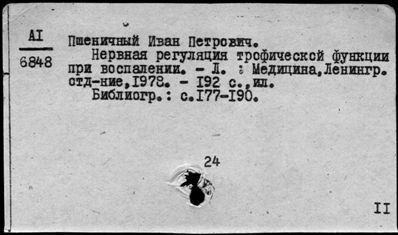 АI
6848
Пшеничный Иван Петрович.
Нервная регуляция трофической функции
при воспалении. – Л. : Медицина, Ленингр.
отд-ние, 1978. – 192 с., ил.
Библиогр.: с.177-190.
24
II